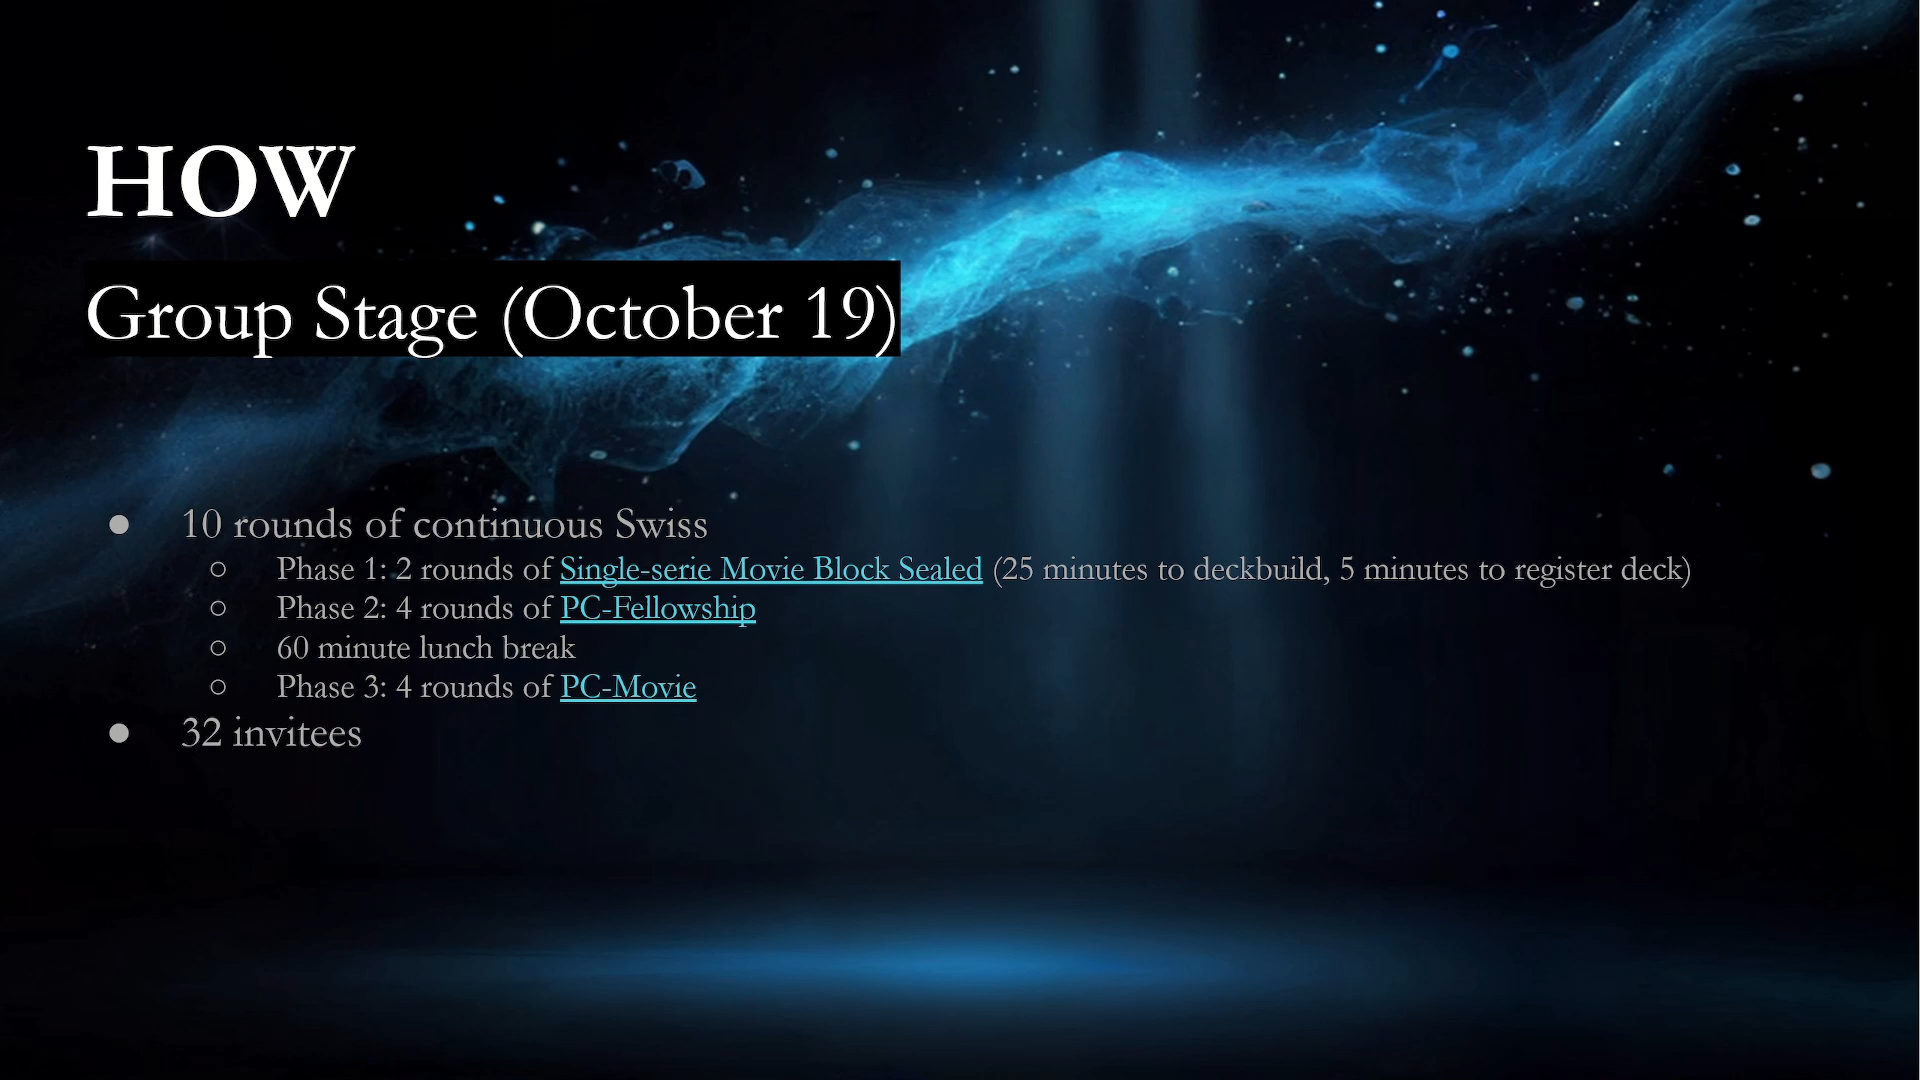 HOW
Group Stage (October 19)
● 10 rounds of continuous Swiss
○ Phase 1: 2 rounds of Single-serie Movie Block Sealed (25 minutes to deckbuild, 5 minutes to register deck)
○ Phase 2: 4 rounds of PC-Fellowship
○ 60 minute lunch break
○ Phase 3: 4 rounds of PC-Movie
● 32 invitees